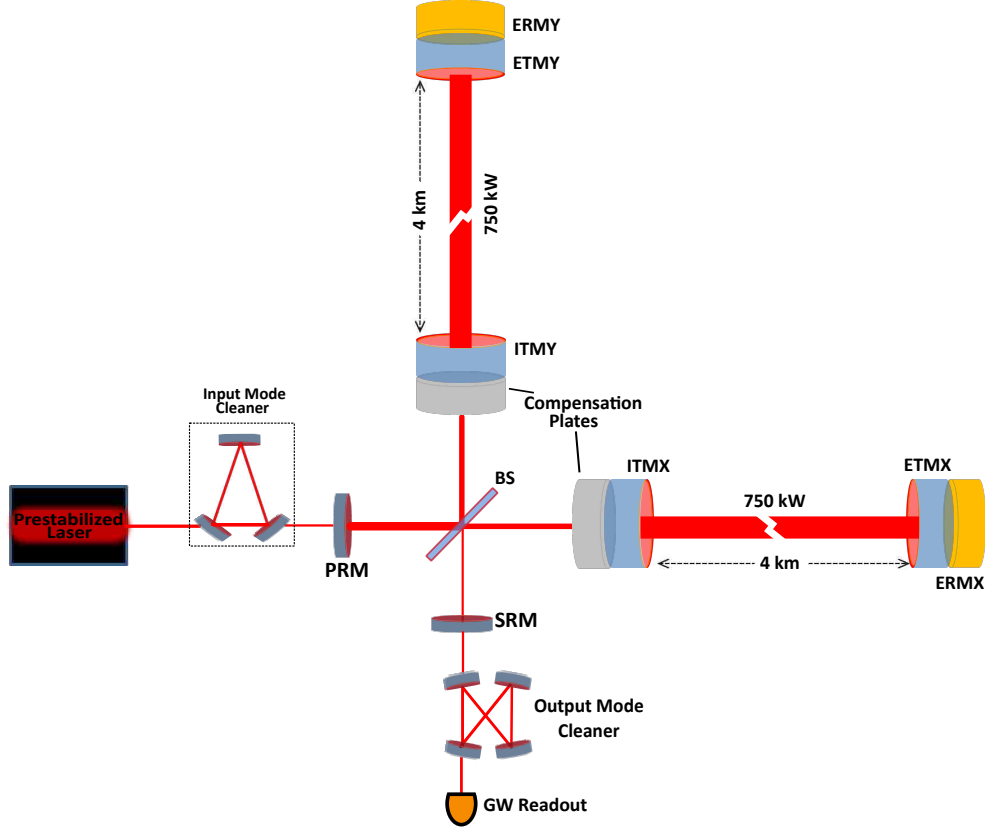 ERMY
ETMY
4 km
750 kW
ITMY
Input Mode
Cleaner
Compensation
Plates
BS
ITMX
ETMX
Prestabilized
Laser
750 kW
4 km
PRM
ERMX
SRM
Output Mode
Cleaner
GW Readout